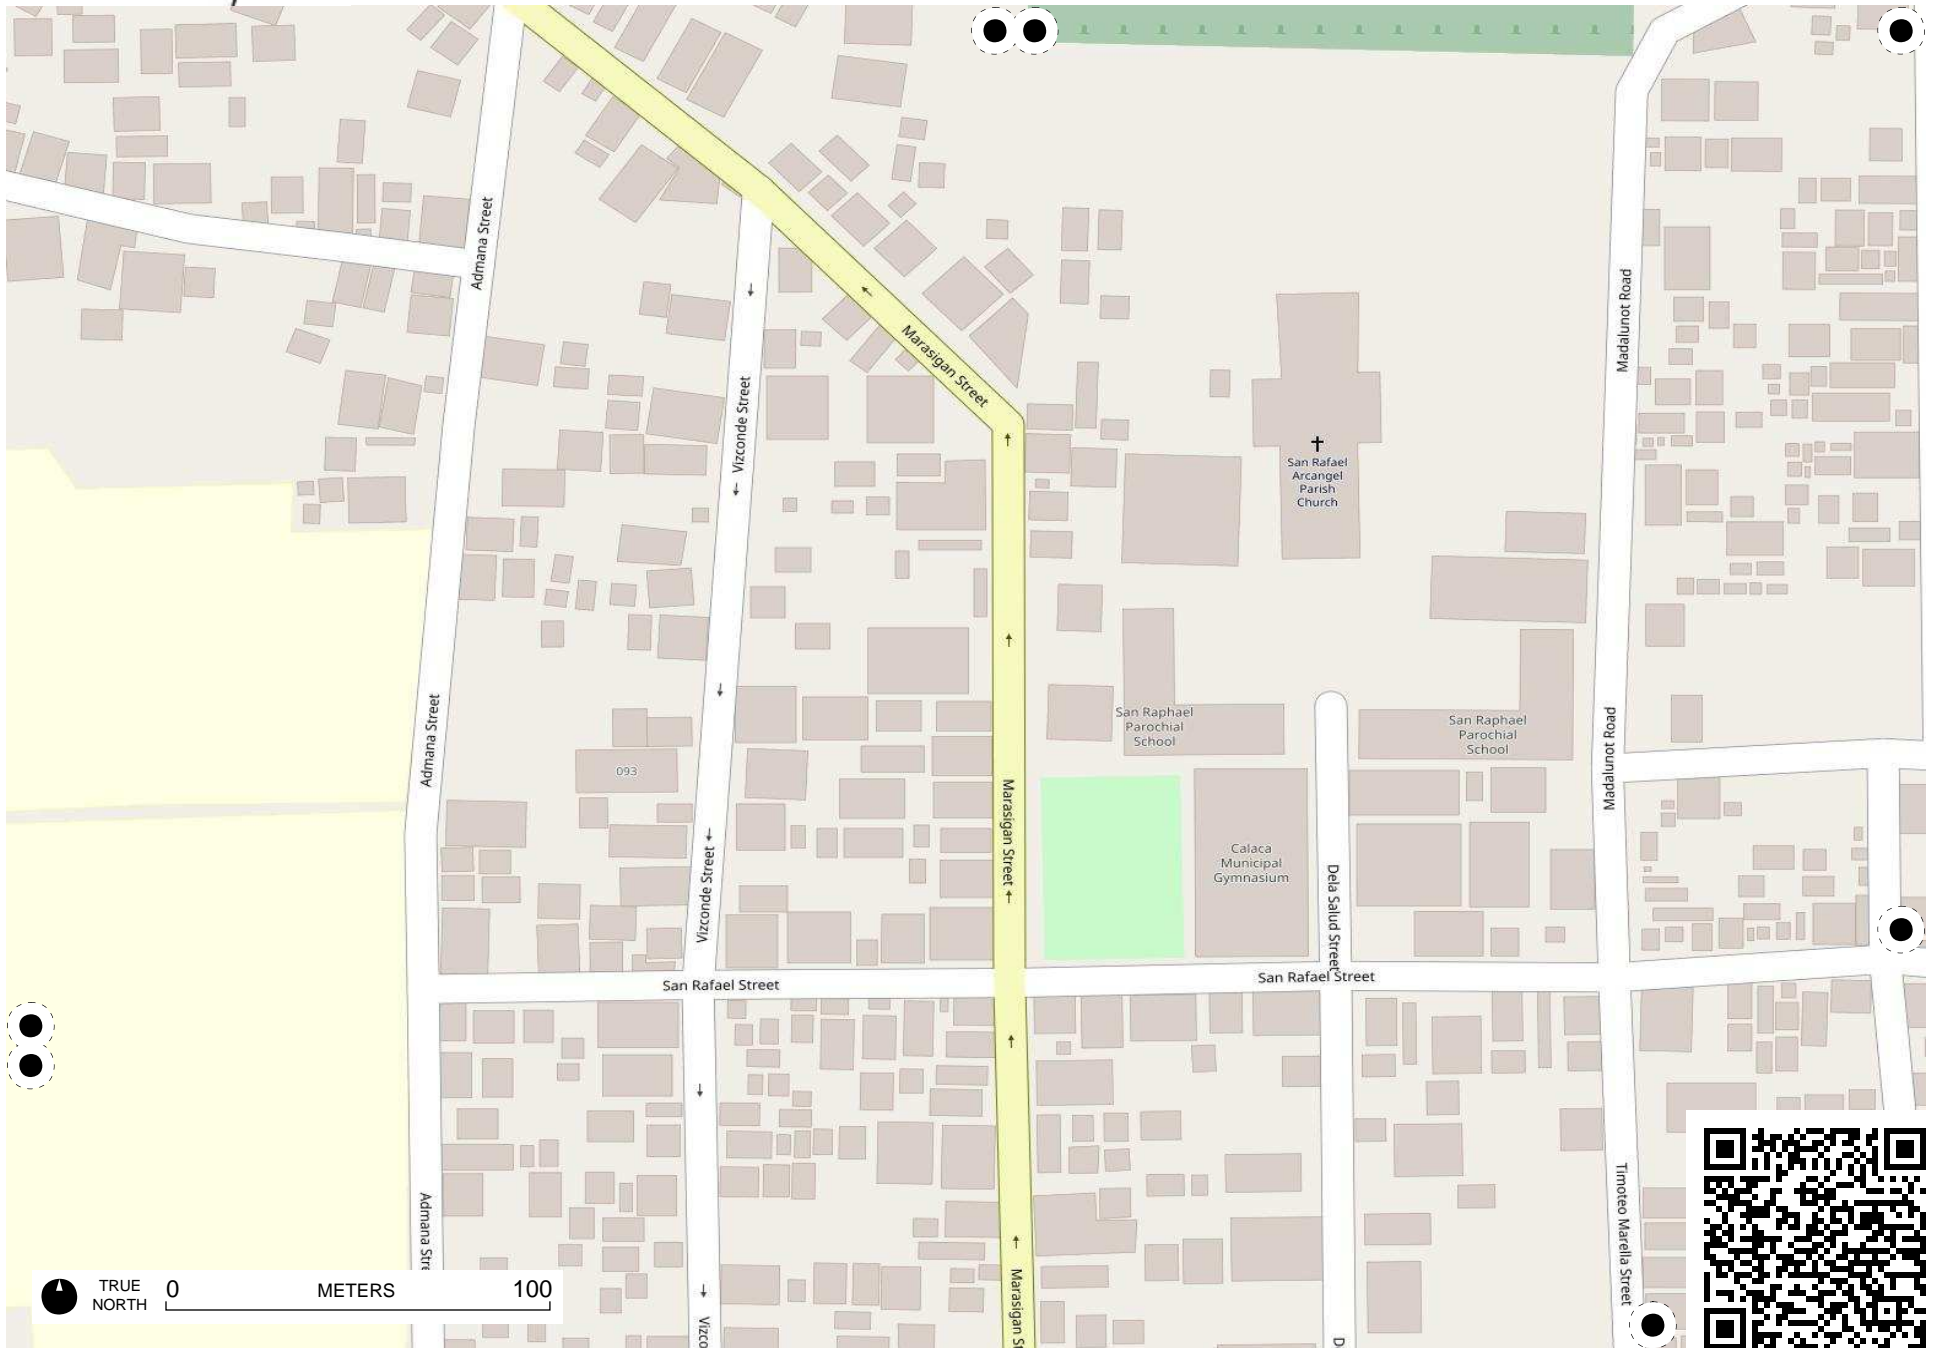 Admana Street
Madalunot Road
Marasigan Street
Vizconde Street
San Rafael
Arcangel
Parish
Church
Admana Street
San Raphael
Parochial
School
San Raphael
Parochial
School
Madalunot Road
093
Marasigan Street
Calaca
Municipal
Gymnasium
Vizconde Street
Dela Salud Street
San Rafael Street
San Rafael Street
Admana Stre
Timoteo Marella Street
Marasigan St
Vizco
D
TRUE
NORTH
0 METERS 100